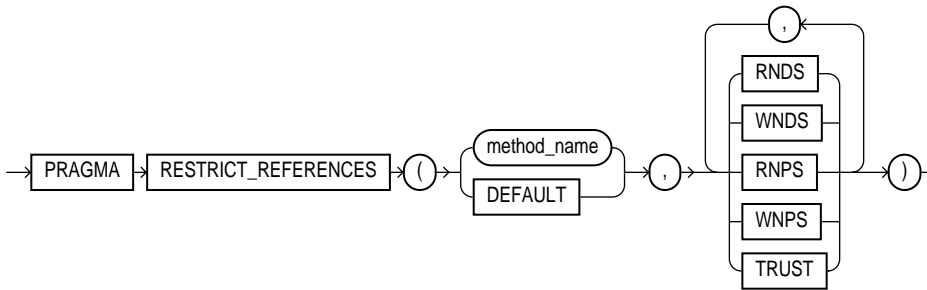 ,
RNDS
WNDS
method_name
PRAGMA RESTRICT_REFERENCES ( , RNPS )
DEFAULT
WNPS
TRUST